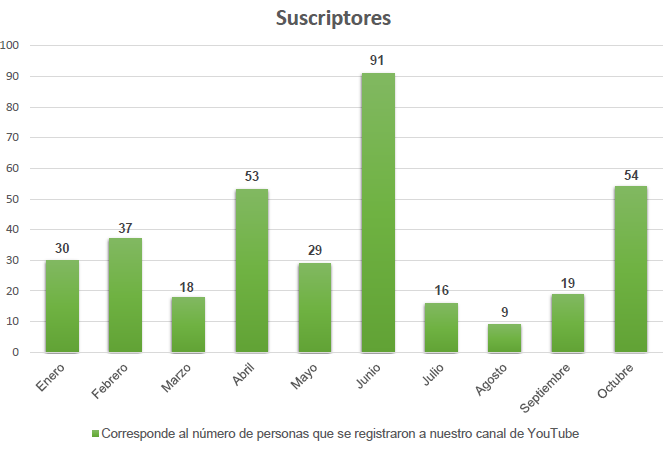 Suscriptores
100
90
80
70
60
50
40
30
20
10
0
30
37
18
53
29
91
16
9
19
54
Enero
Febrero
Marzo
Abril
Mayo
Junio
Julio
Agosto
Septiembre
Octubre
Corresponde al número de personas que se registraron a nuestro canal de YouTube